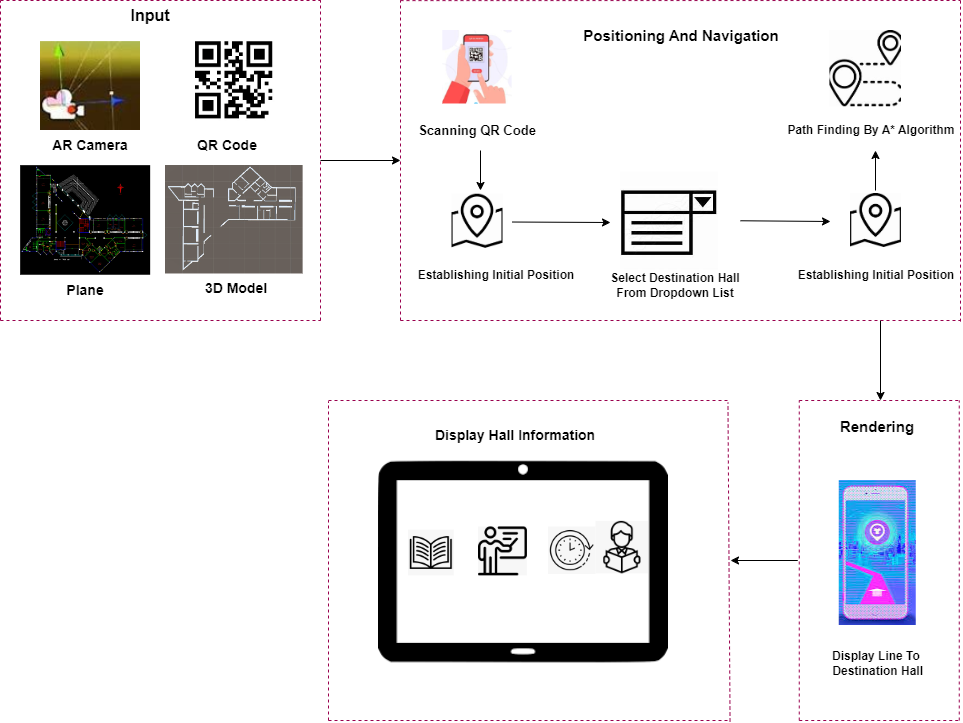 Input
AR Camera
QR Code
Plane
3D Model
Positioning And Navigation
Scanning QR Code
Path Finding By A* Algorithm
Establishing Initial Position
Select Destination Hall
From Dropdown List
Establishing Initial Position
Rendering
Display Line To
Destination Hall
Display Hall Information